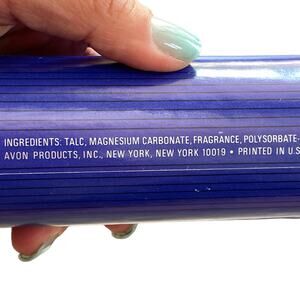 INGREDIENTS: TALC, MAGNESIUM CARBONATE, FRAGRANCE, POLYSORBATE-
AVON PRODUCTS, INC., NEW YORK, NEW YORK 10019 • PRINTED IN U.S